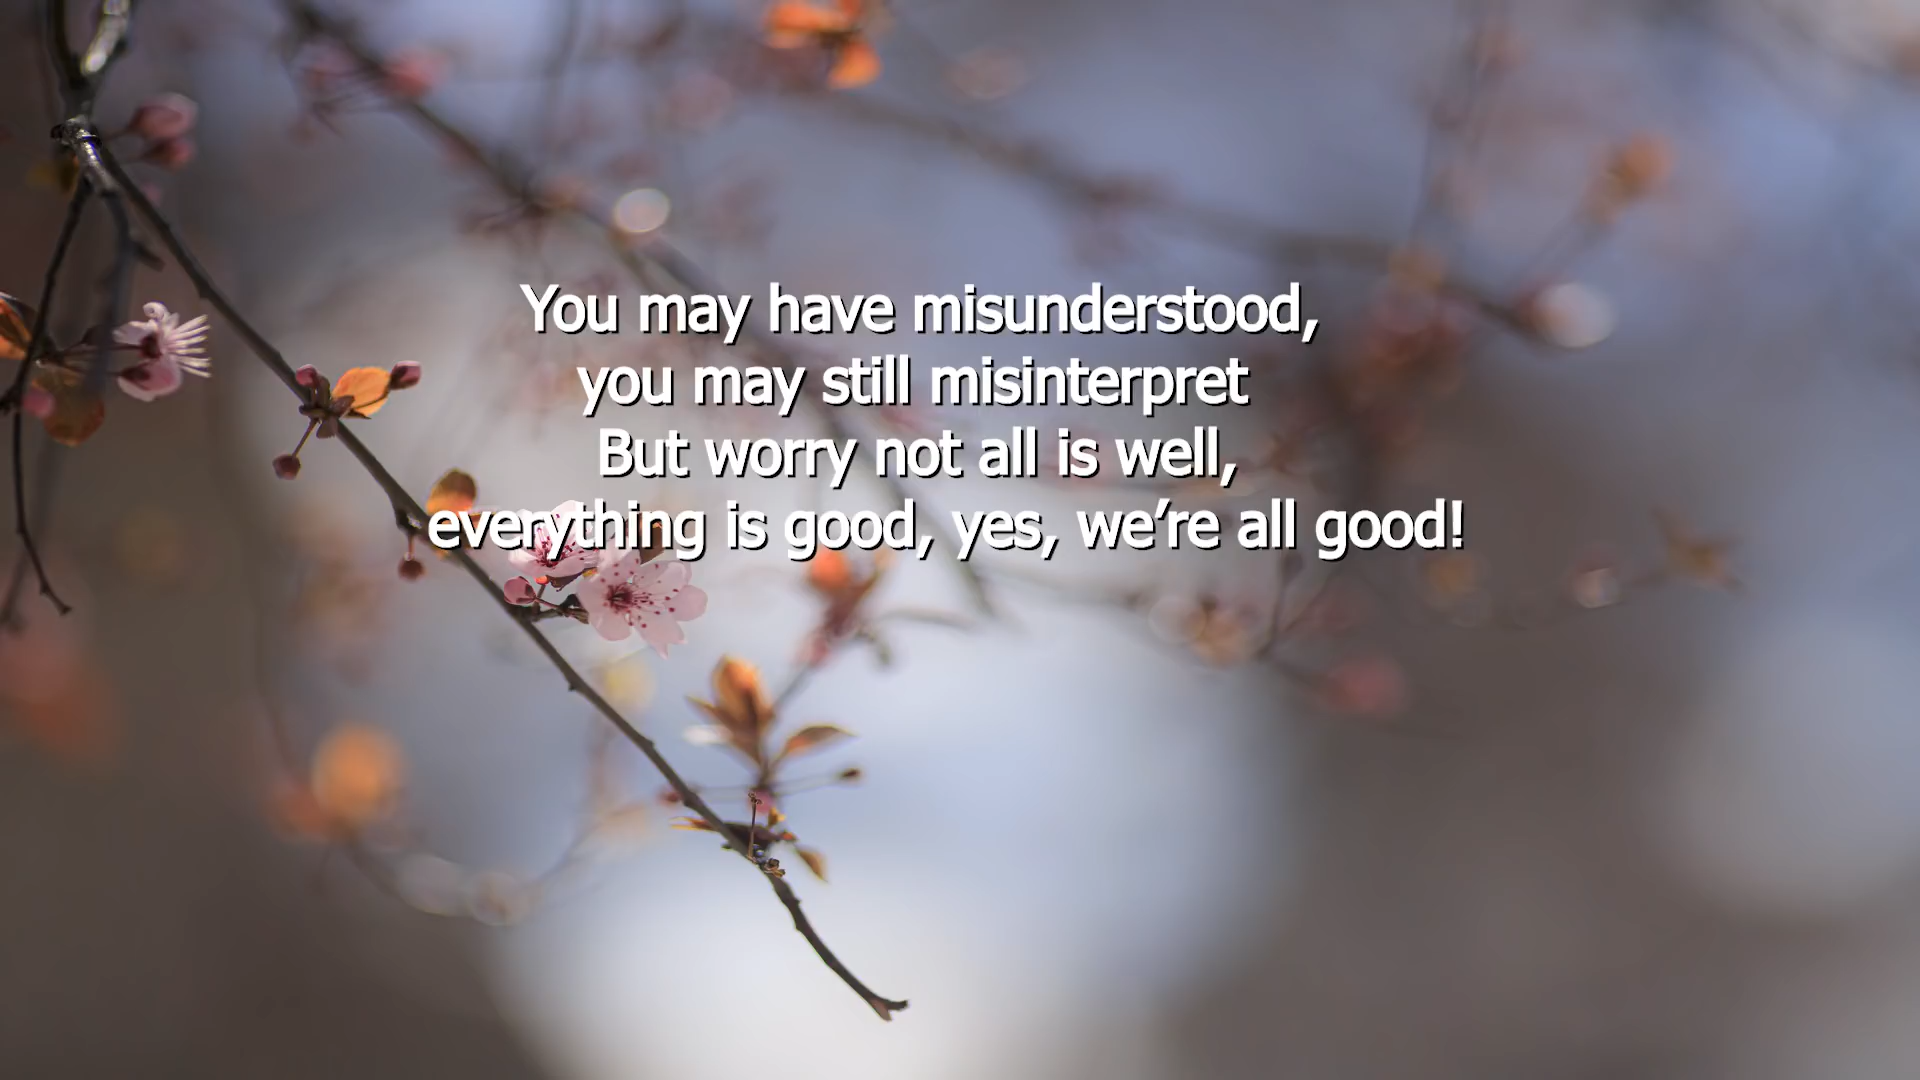 You may have misunderstood,
you may still misinterpret
But worry not all is well,
everything is good, yes, we’re all good!